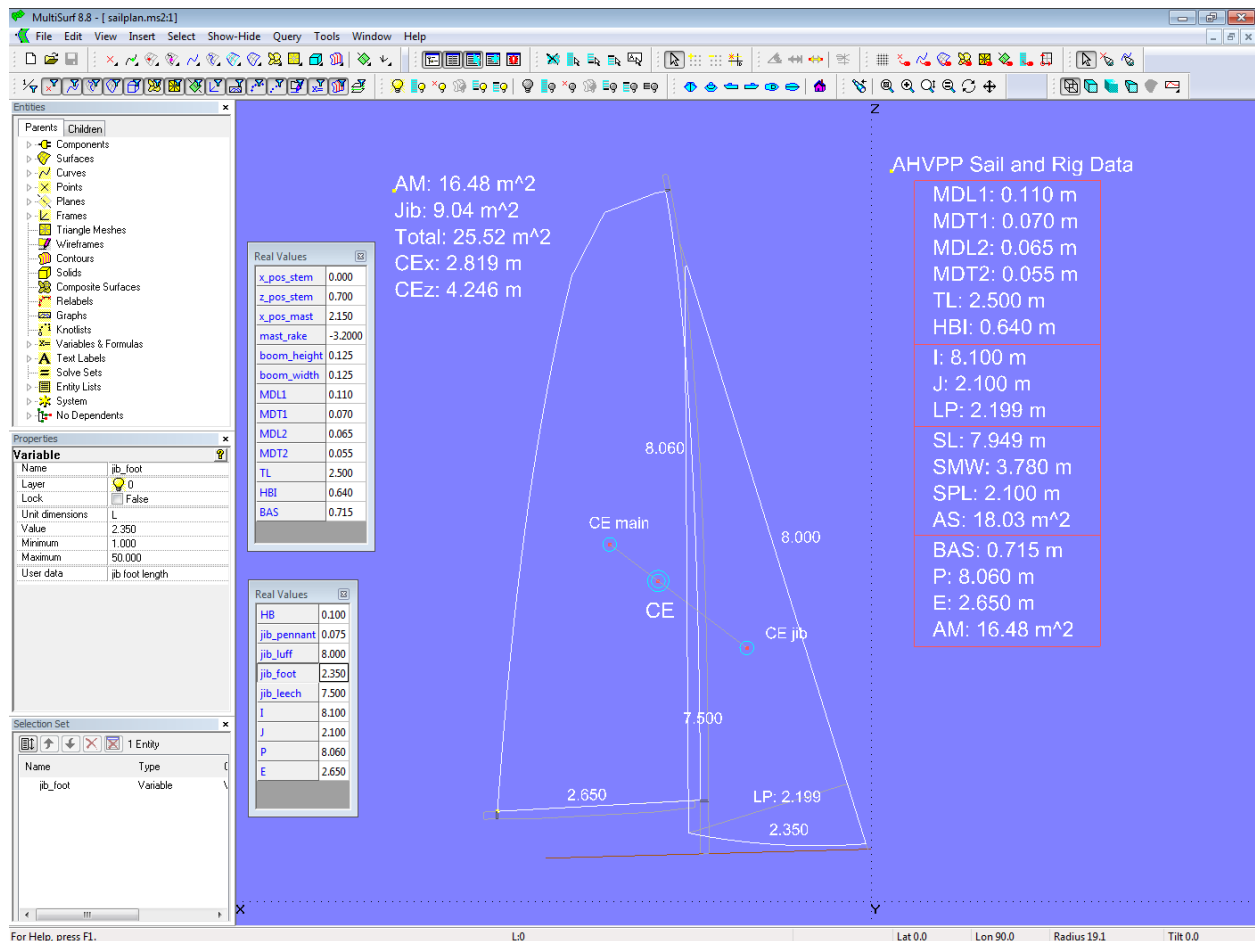 MultiSurf 8.8 - [ sailplan.ms2:1]
File Edit View Insert Select Show-Hide Query Tools Window Help
Entities
Parents Children
Components
Surfaces
Curves
Points
Planes
Frames
Triangle Meshes
Wireframes
Contours
Solids
Composite Surfaces
Relabels
Graphs
Knotlists
Variables & Formulas
Text Labels
Solve Sets
Entity Lists
System
No Dependents
Properties
Variable
Name jib_foot
Layer 0
Lock False
Unit dimensions L
Value 2.350
Minimum 1.000
Maximum 50.000
User data jib foot length
Selection Set
1 Entity
Name Type
jib_foot Variable
Real Values
x_pos_stem 0.000
z_pos_stem 0.700
x_pos_mast 2.150
mast_rake -3.2000
boom_height 0.125
boom_width 0.125
MDL1 0.110
MDT1 0.070
MDL2 0.065
MDT2 0.055
TL 2.500
HBI 0.640
BAS 0.715
Real Values
HB 0.100
jib_pennant 0.075
jib_luff 8.000
jib_foot 2.350
jib_leech 7.500
I 8.100
J 2.100
P 8.060
E 2.650
AM: 16.48 m^2
Jib: 9.04 m^2
Total: 25.52 m^2
CEx: 2.819 m
CEz: 4.246 m
8.060
CE main
8.000
CE
CE jib
7.500
2.650
LP: 2.199
2.350
Z
X
Y
AHVPP Sail and Rig Data
MDL1: 0.110 m
MDT1: 0.070 m
MDL2: 0.065 m
MDT2: 0.055 m
TL: 2.500 m
HBI: 0.640 m
I: 8.100 m
J: 2.100 m
LP: 2.199 m
SL: 7.949 m
SMW: 3.780 m
SPL: 2.100 m
AS: 18.03 m^2
BAS: 0.715 m
P: 8.060 m
E: 2.650 m
AM: 16.48 m^2
For Help, press F1.
L:0
Lat 0.0 Lon 90.0 Radius 19.1 Tilt 0.0